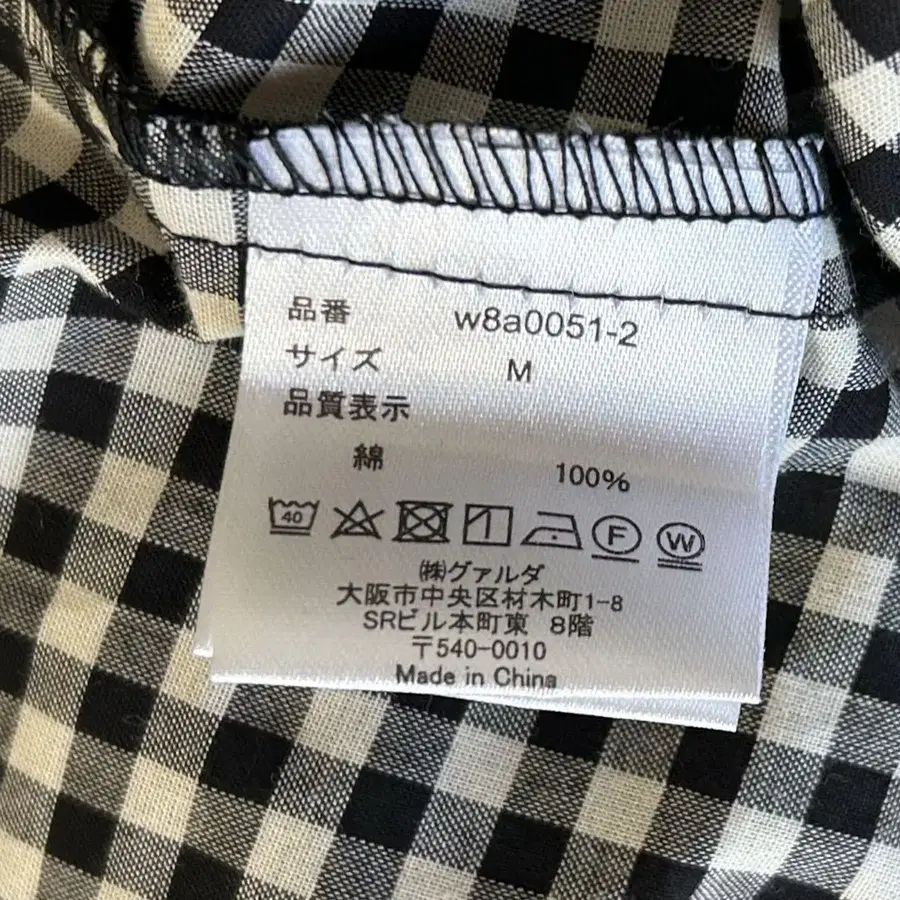 品番 w8a0051-2
サイズ M
品質表示
綿 100%
40 F W
㈱グァルダ
大阪市中央区材木町1-8
SRビル本町東 8階
〒540-0010
Made in China